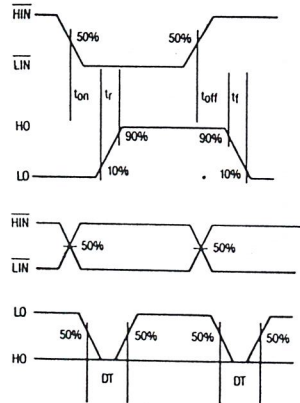 HIN
50% 50%
LIN
ton tr toff tf
HO
90% 90%
10% 10%
LO
HIN
50% 50%
LIN
LO
50% 50% 50% 50%
HO
DT DT